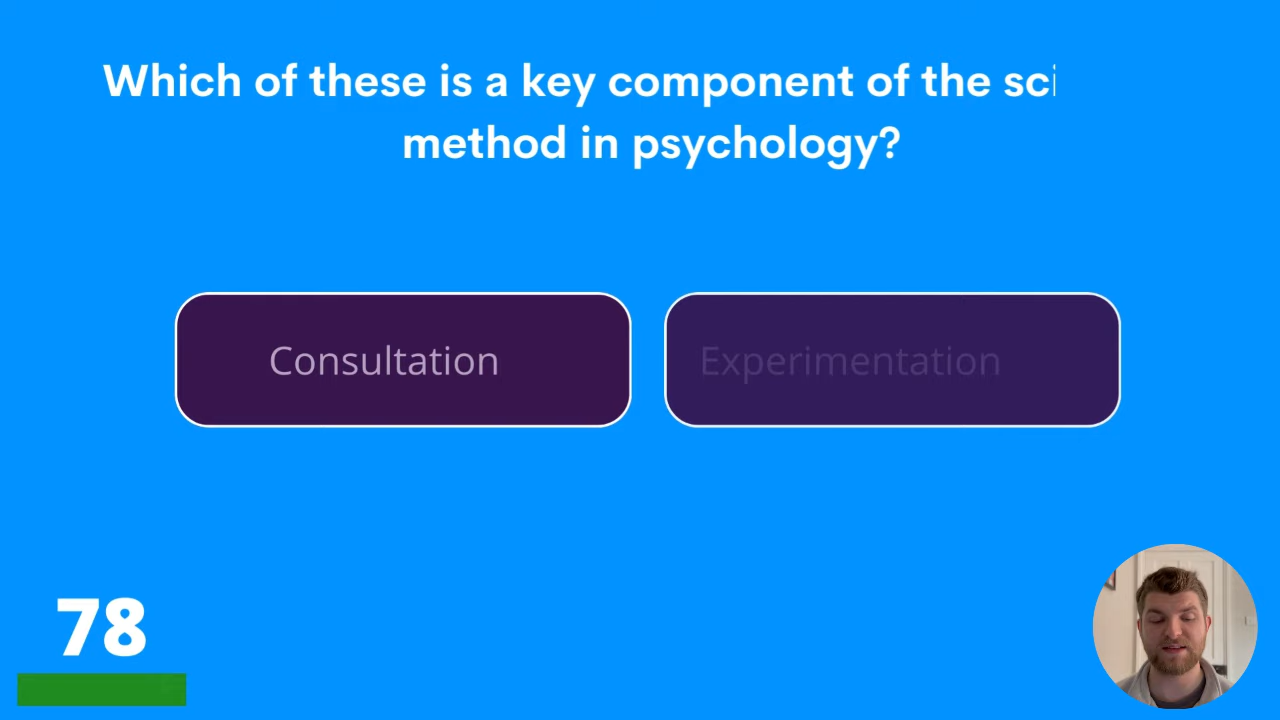 Which of these is a key component of the sci
method in psychology?
Consultation
Experimentation
78